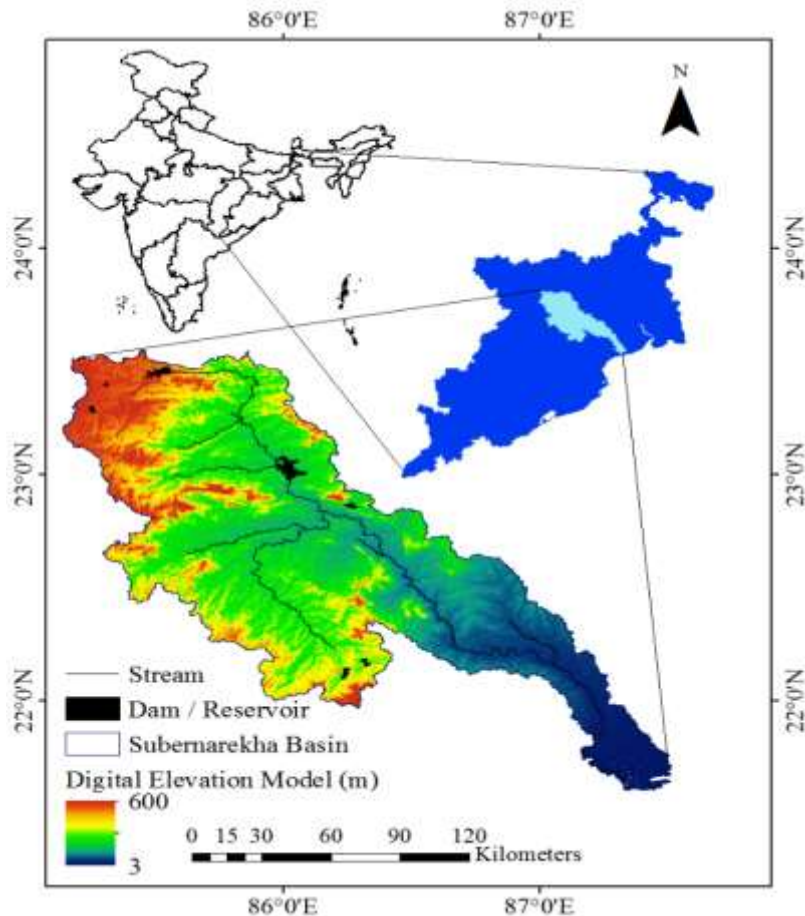 86°0'E 87°0'E
N
24°0'N 24°0'N
23°0'N 23°0'N
22°0'N 22°0'N
Stream
Dam / Reservoir
Subernarekha Basin
Digital Elevation Model (m)
600
3
0 15 30 60 90 120
Kilometers
86°0'E 87°0'E